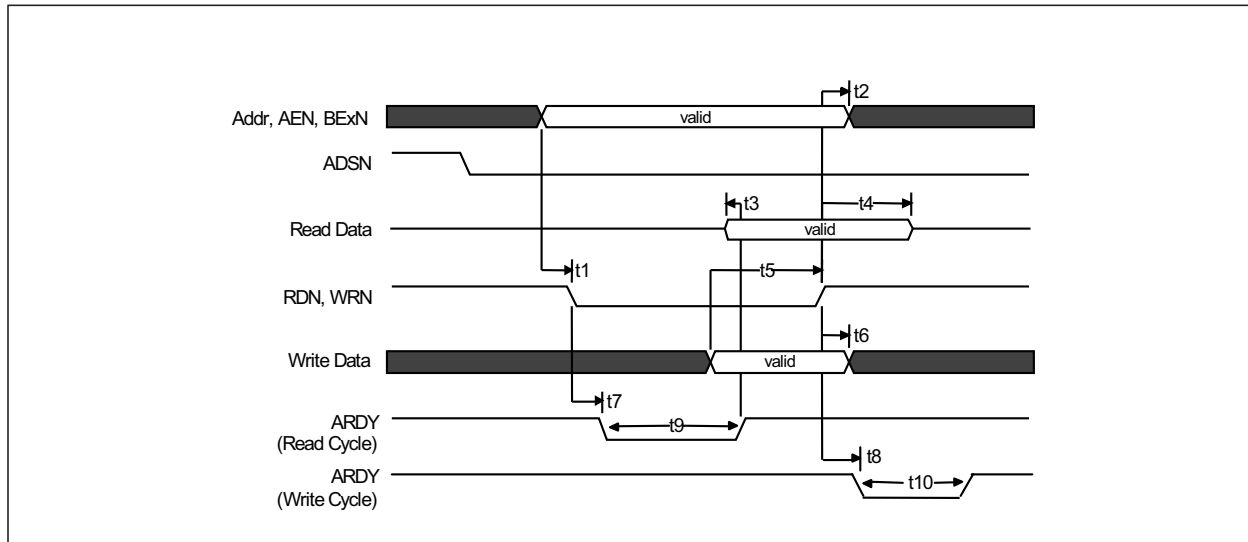 t2
Addr, AEN, BExN
valid
ADSN
t3
t4
Read Data
valid
t1
t5
RDN, WRN
t6
Write Data
valid
t7
ARDY
(Read Cycle)
t9
t8
ARDY
(Write Cycle)
t10